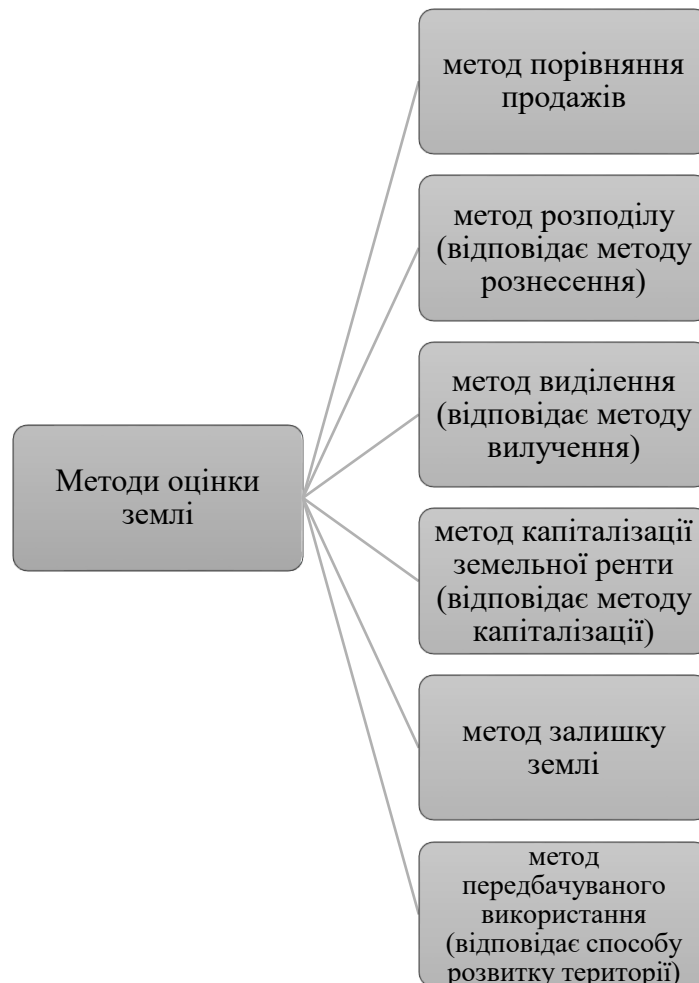 метод порівняння
продажів
метод розподілу
(відповідає методу
рознесення)
метод виділення
(відповідає методу
вилучення)
Методи оцінки
землі
метод капіталізації
земельної ренти
(відповідає методу
капіталізації)
метод залишку
землі
метод
передбачуваного
використання
(відповідає способу
розвитку території)